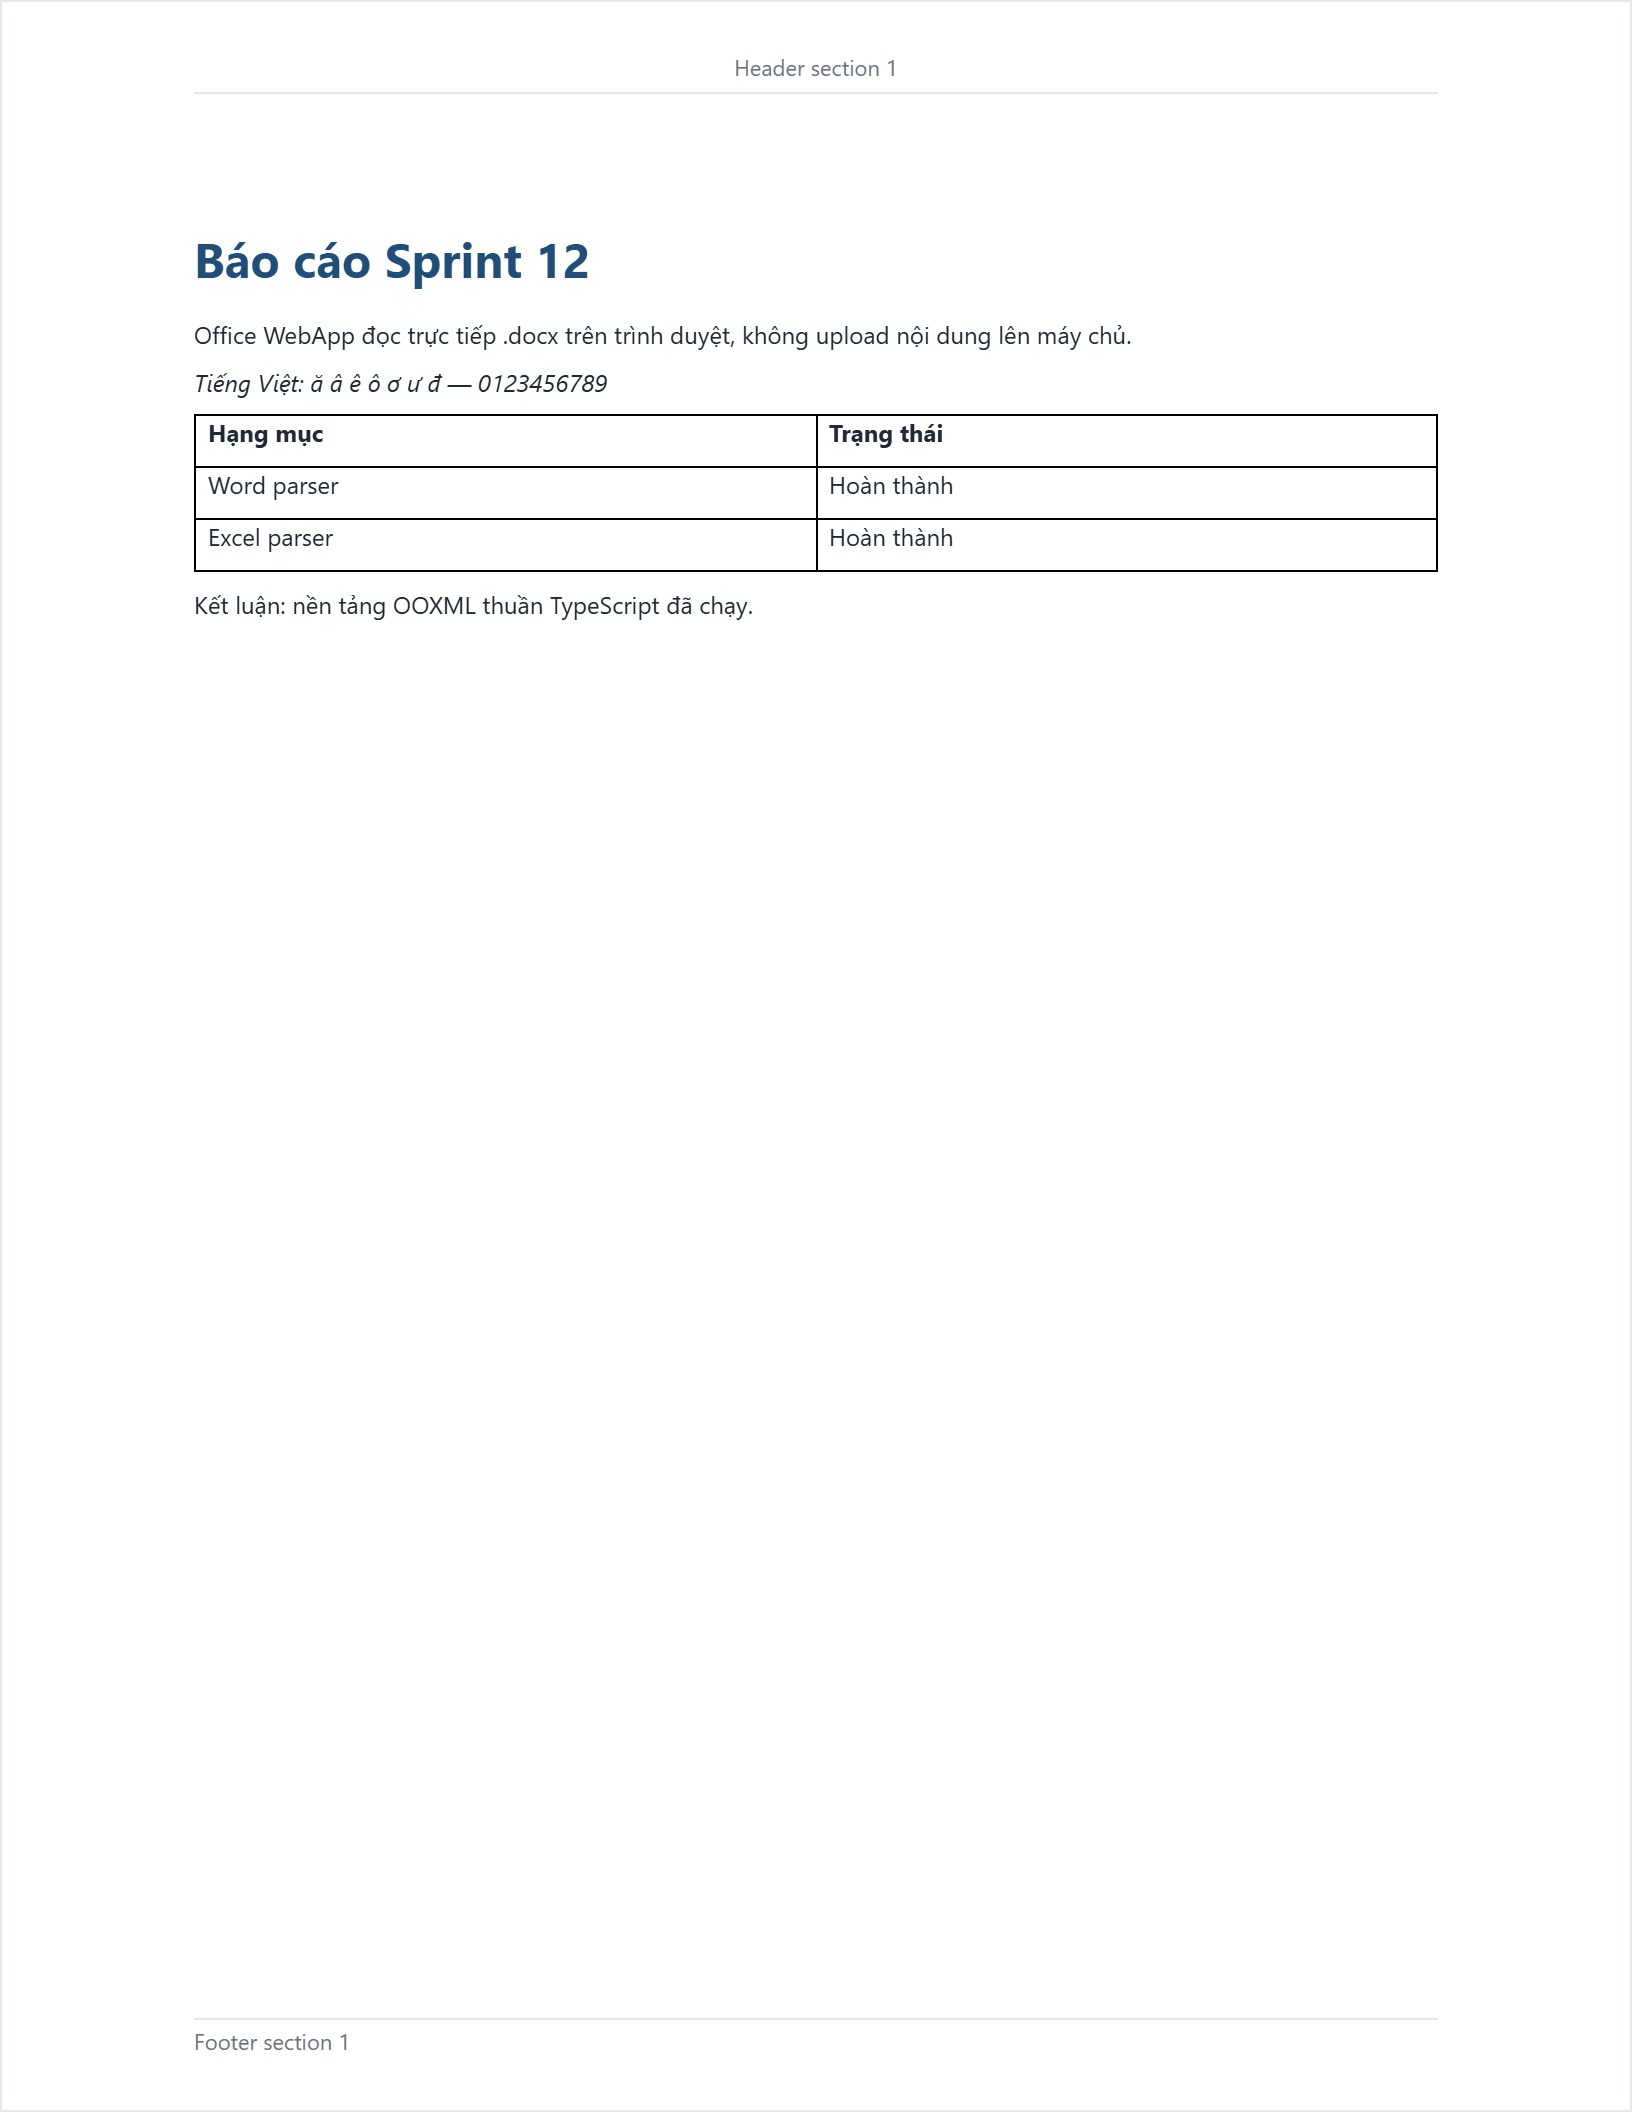 Header section 1
Báo cáo Sprint 12
Office WebApp đọc trực tiếp .docx trên trình duyệt, không upload nội dung lên máy chủ.
Tiếng Việt: ă â ê ô ơ ư đ — 0123456789
Hạng mục Trạng thái
Word parser Hoàn thành
Excel parser Hoàn thành
Kết luận: nền tảng OOXML thuần TypeScript đã chạy.
Footer section 1